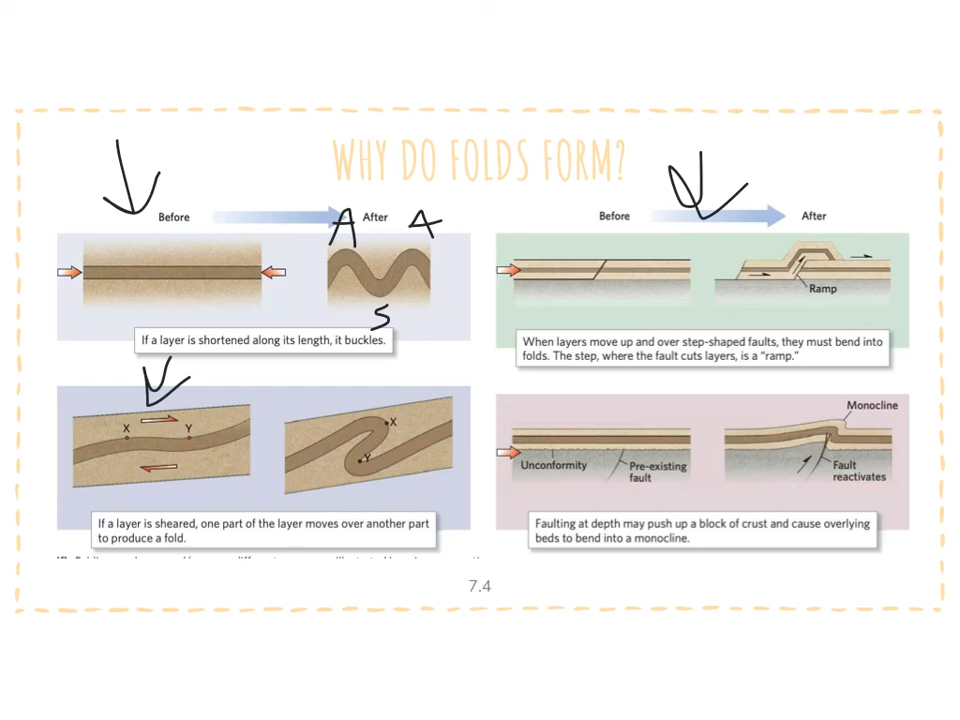 WHY DO FOLDS FORM?
Before
After
A
A
S
If a layer is shortened along its length, it buckles.
Before
After
Ramp
When layers move up and over step-shaped faults, they must bend into
folds. The step, where the fault cuts layers, is a “ramp.”
X
Y
X
Y
If a layer is sheared, one part of the layer moves over another part
to produce a fold.
Monocline
Unconformity
Pre-existing
fault
Fault
reactivates
Faulting at depth may push up a block of crust and cause overlying
beds to bend into a monocline.
7.4